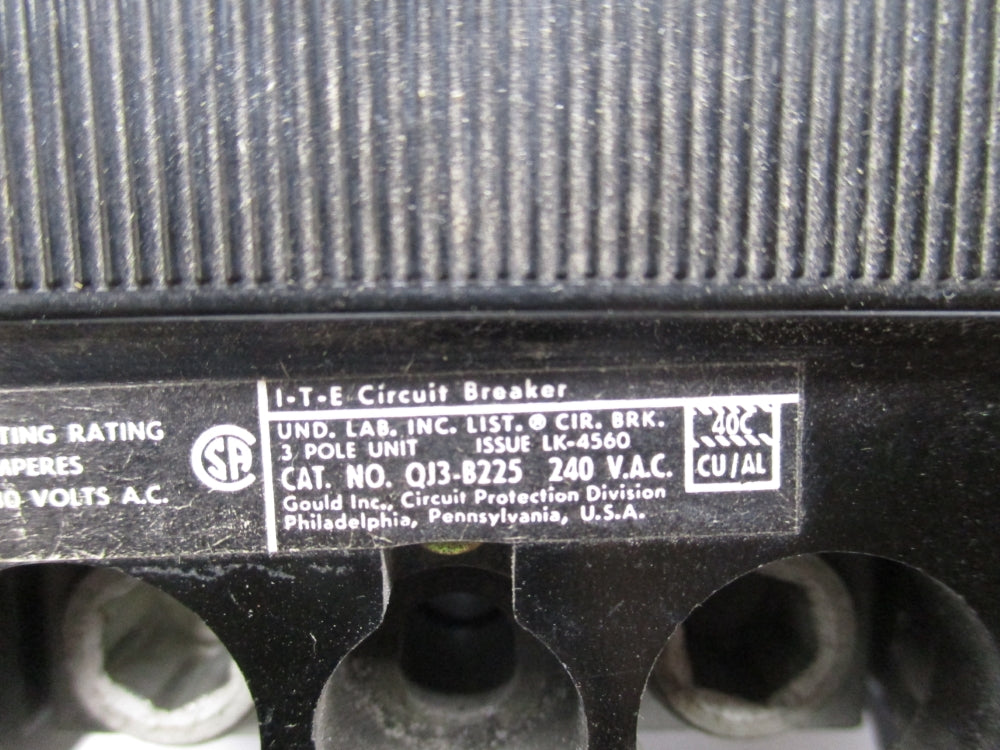 TING RATING
MPERES
0 VOLTS A.C.
SA
I-T-E Circuit Breaker
UND. LAB. INC. LIST. ® CIR. BRK.
3 POLE UNIT ISSUE LK-4560
CAT. NO. QJ3-B225 240 V.A.C.
Gould Inc., Circuit Protection Division
Philadelphia, Pennsylvania, U.S.A.
40C
CU/AL